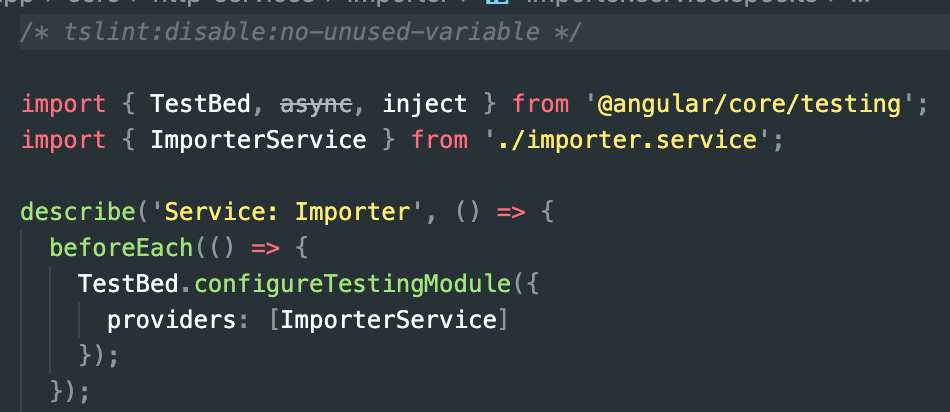 /* tslint:disable:no-unused-variable */
import { TestBed, async, inject } from '@angular/core/testing';
import { ImporterService } from './importer.service';
describe('Service: Importer', () => {
beforeEach(() => {
TestBed.configureTestingModule({
providers: [ImporterService]
});
});